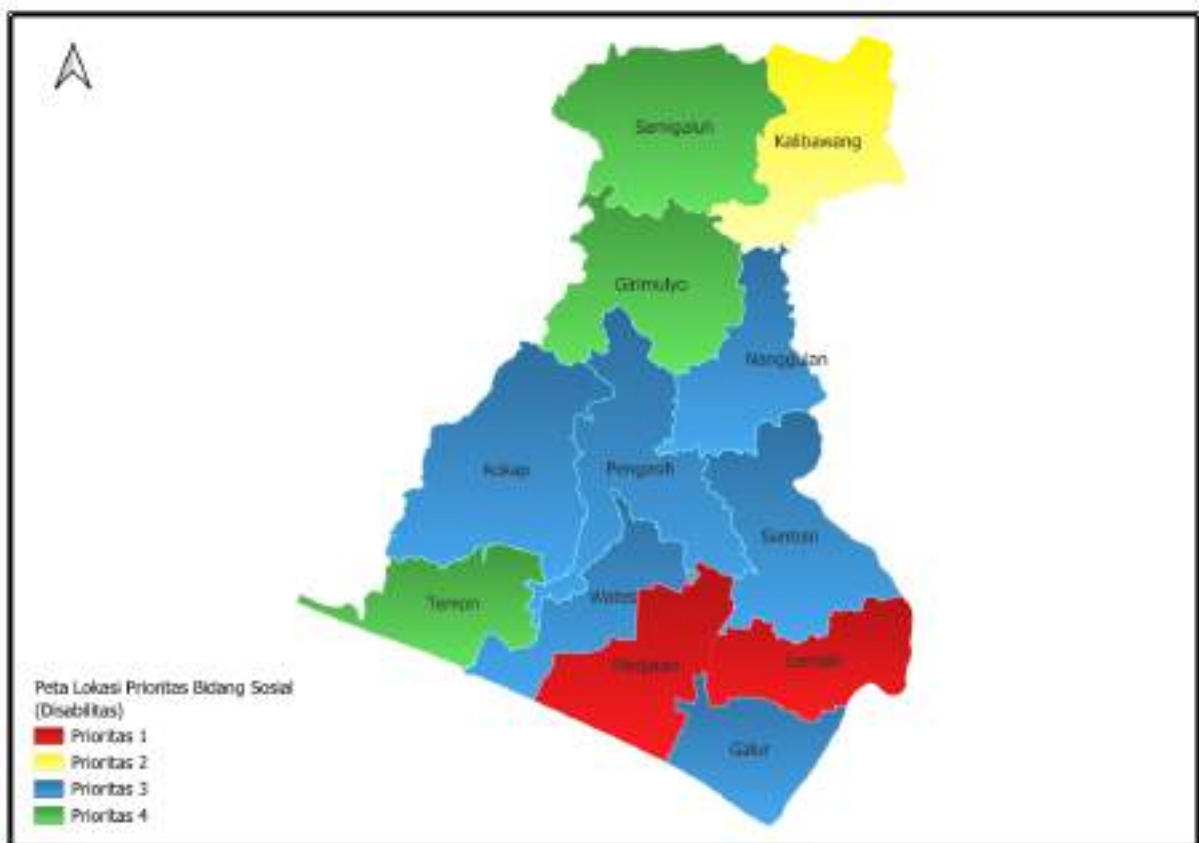 Samigaluh
Kalibawang
Girimulyo
Nanggulan
Kokap
Pengasih
Sentolo
Temon
Wates
Panjatan
Lendah
Galur
Peta Lokasi Prioritas Bidang Sosial
(Disabilitas)
Prioritas 1
Prioritas 2
Prioritas 3
Prioritas 4